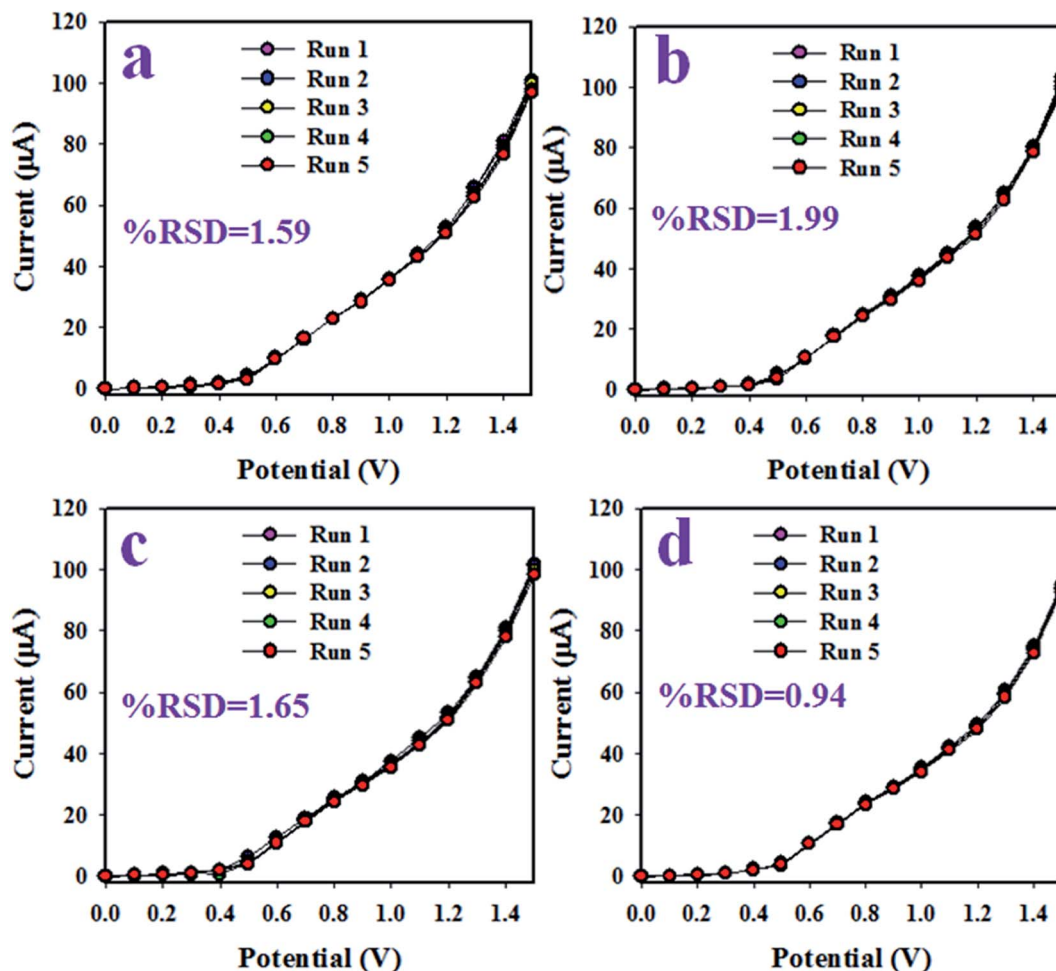 a
Run 1
Run 2
Run 3
Run 4
Run 5
%RSD=1.59
120
100
80
60
40
20
0
Current (µA)
0.0 0.2 0.4 0.6 0.8 1.0 1.2 1.4
Potential (V)
b
Run 1
Run 2
Run 3
Run 4
Run 5
%RSD=1.99
120
100
80
60
40
20
0
Current (µA)
0.0 0.2 0.4 0.6 0.8 1.0 1.2 1.4
Potential (V)
c
Run 1
Run 2
Run 3
Run 4
Run 5
%RSD=1.65
120
100
80
60
40
20
0
Current (µA)
0.0 0.2 0.4 0.6 0.8 1.0 1.2 1.4
Potential (V)
d
Run 1
Run 2
Run 3
Run 4
Run 5
%RSD=0.94
120
100
80
60
40
20
0
Current (µA)
0.0 0.2 0.4 0.6 0.8 1.0 1.2 1.4
Potential (V)